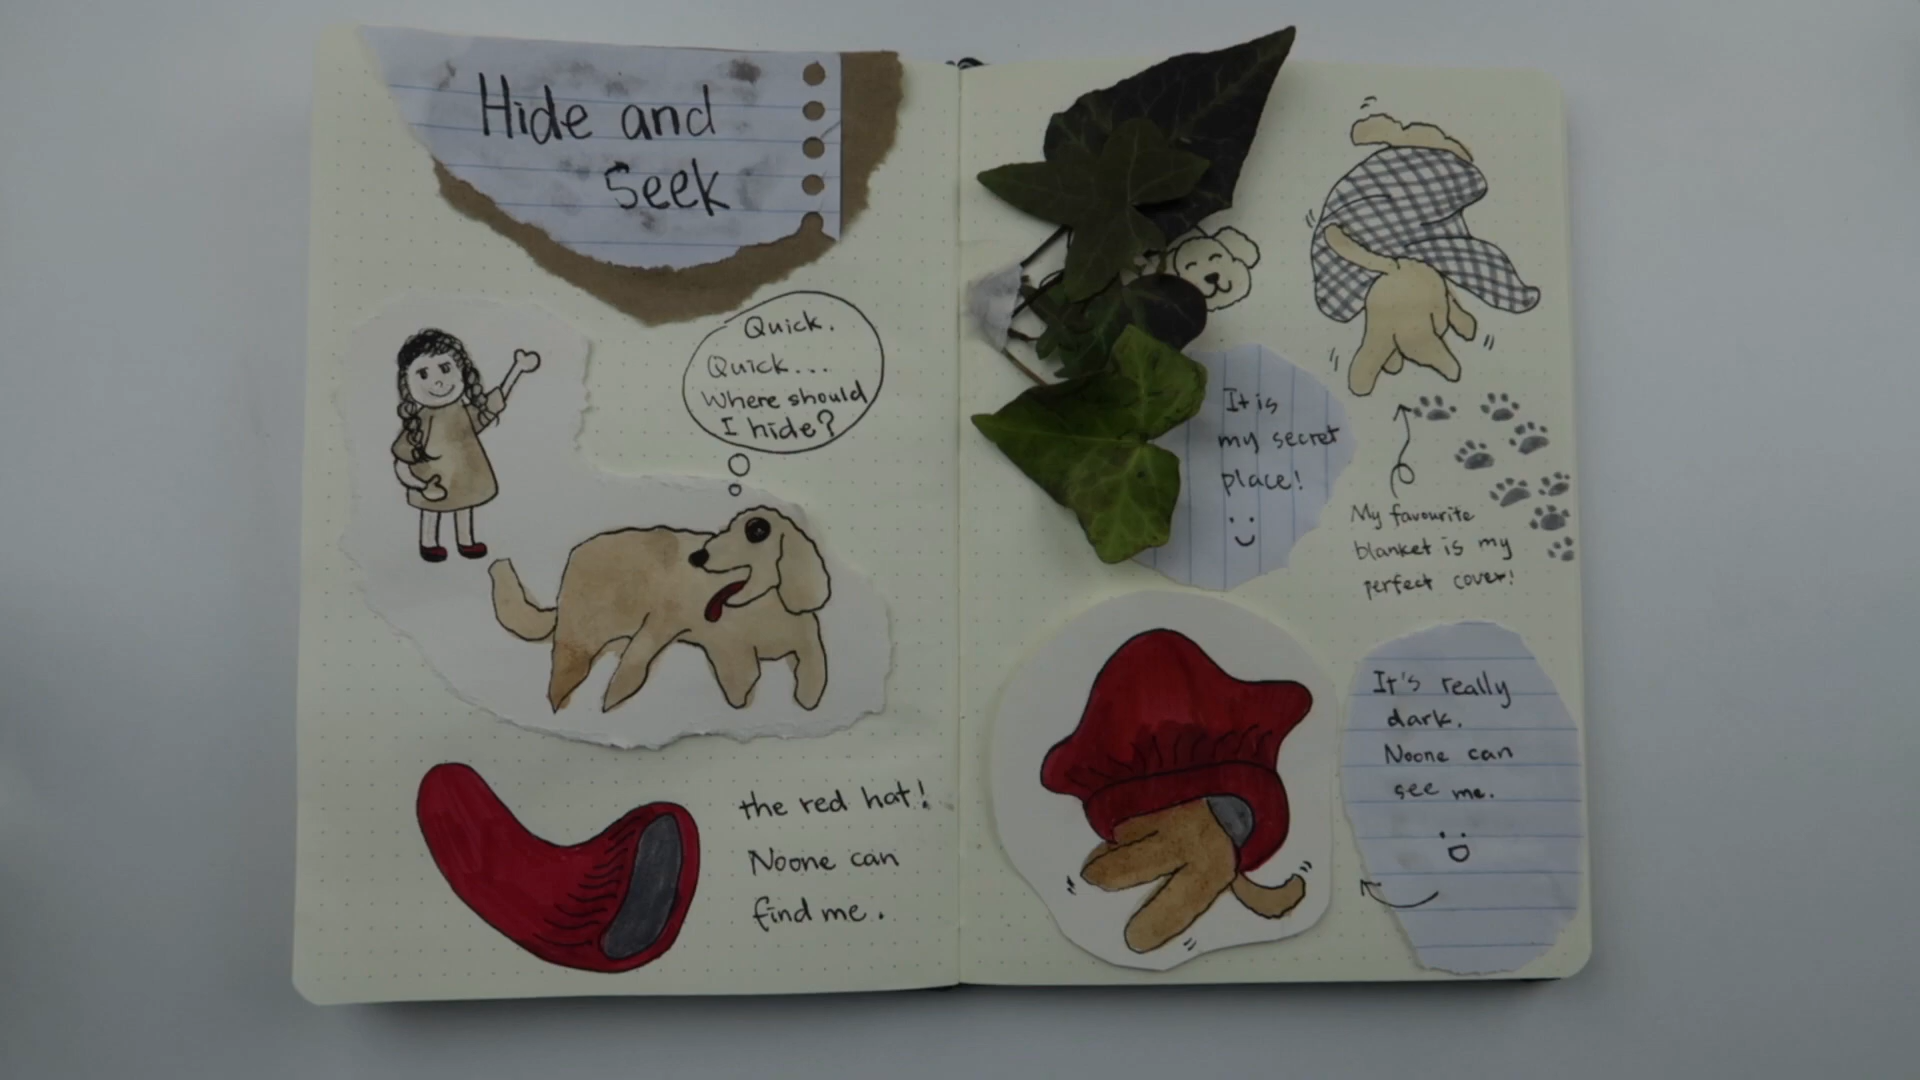 Hide and
Seek
Quick.
Quick...
Where should
I hide?
the red hat!
Noone can
find me.
It is
my secret
place!
My favourite
blanket is my
perfect cover!
It's really
dark.
Noone can
see me.